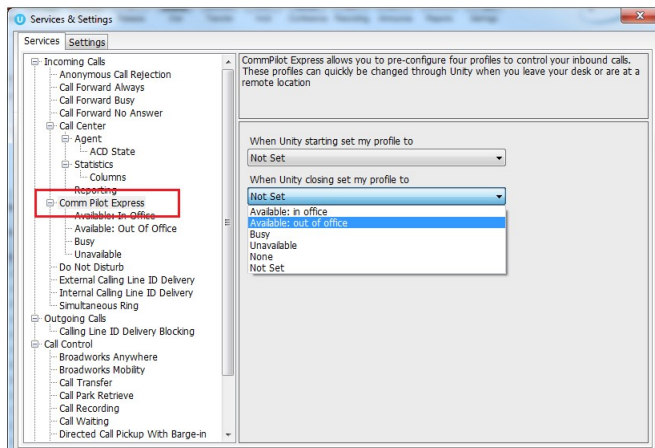 Services & Settings
Services Settings
Incoming Calls
Anonymous Call Rejection
Call Forward Always
Call Forward Busy
Call Forward No Answer
Call Center
Agent
ACD State
Statistics
Columns
Reporting
Comm Pilot Express
Available: In Office
Available: Out Of Office
Busy
Unavailable
Do Not Disturb
External Calling Line ID Delivery
Internal Calling Line ID Delivery
Simultaneous Ring
Outgoing Calls
Calling Line ID Delivery Blocking
Call Control
Broadworks Anywhere
Broadworks Mobility
Call Transfer
Call Park Retrieve
Call Recording
Call Waiting
Directed Call Pickup With Barge-in
CommPilot Express allows you to pre-configure four profiles to control your inbound calls.
These profiles can quickly be changed through Unity when you leave your desk or are at a
remote location
When Unity starting set my profile to
Not Set
When Unity closing set my profile to
Not Set
Available: in office
Available: out of office
Busy
Unavailable
None
Not Set